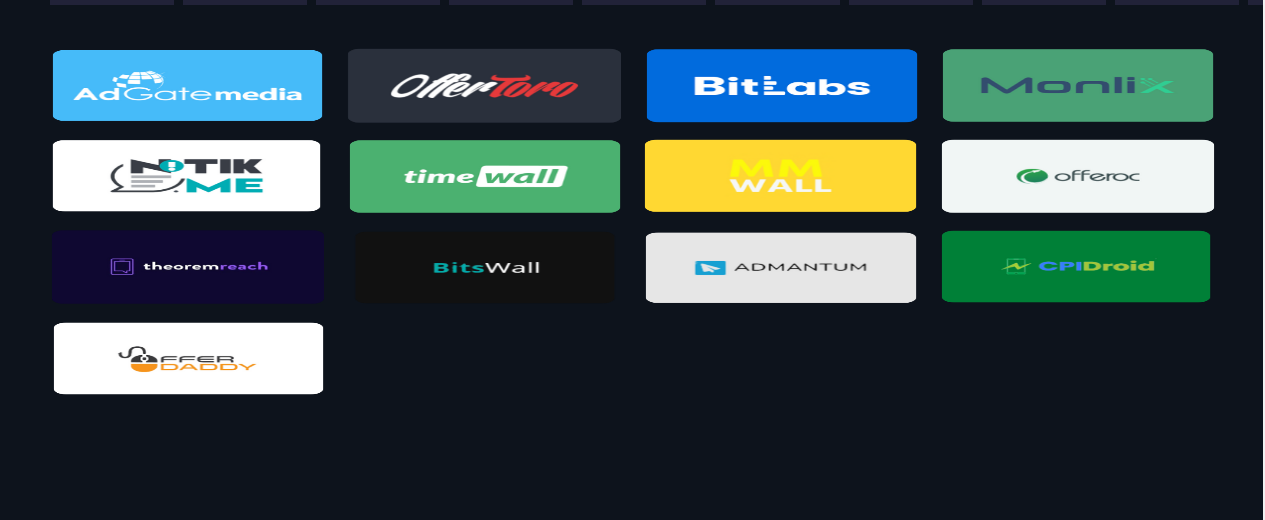 AdGatemedia
OfferToro
BitLabs
Monlix
NOTIK
ME
timewall
MM
WALL
offeroc
theoremreach
BitsWall
ADMANTUM
CPIDroid
OFFER
DADDY